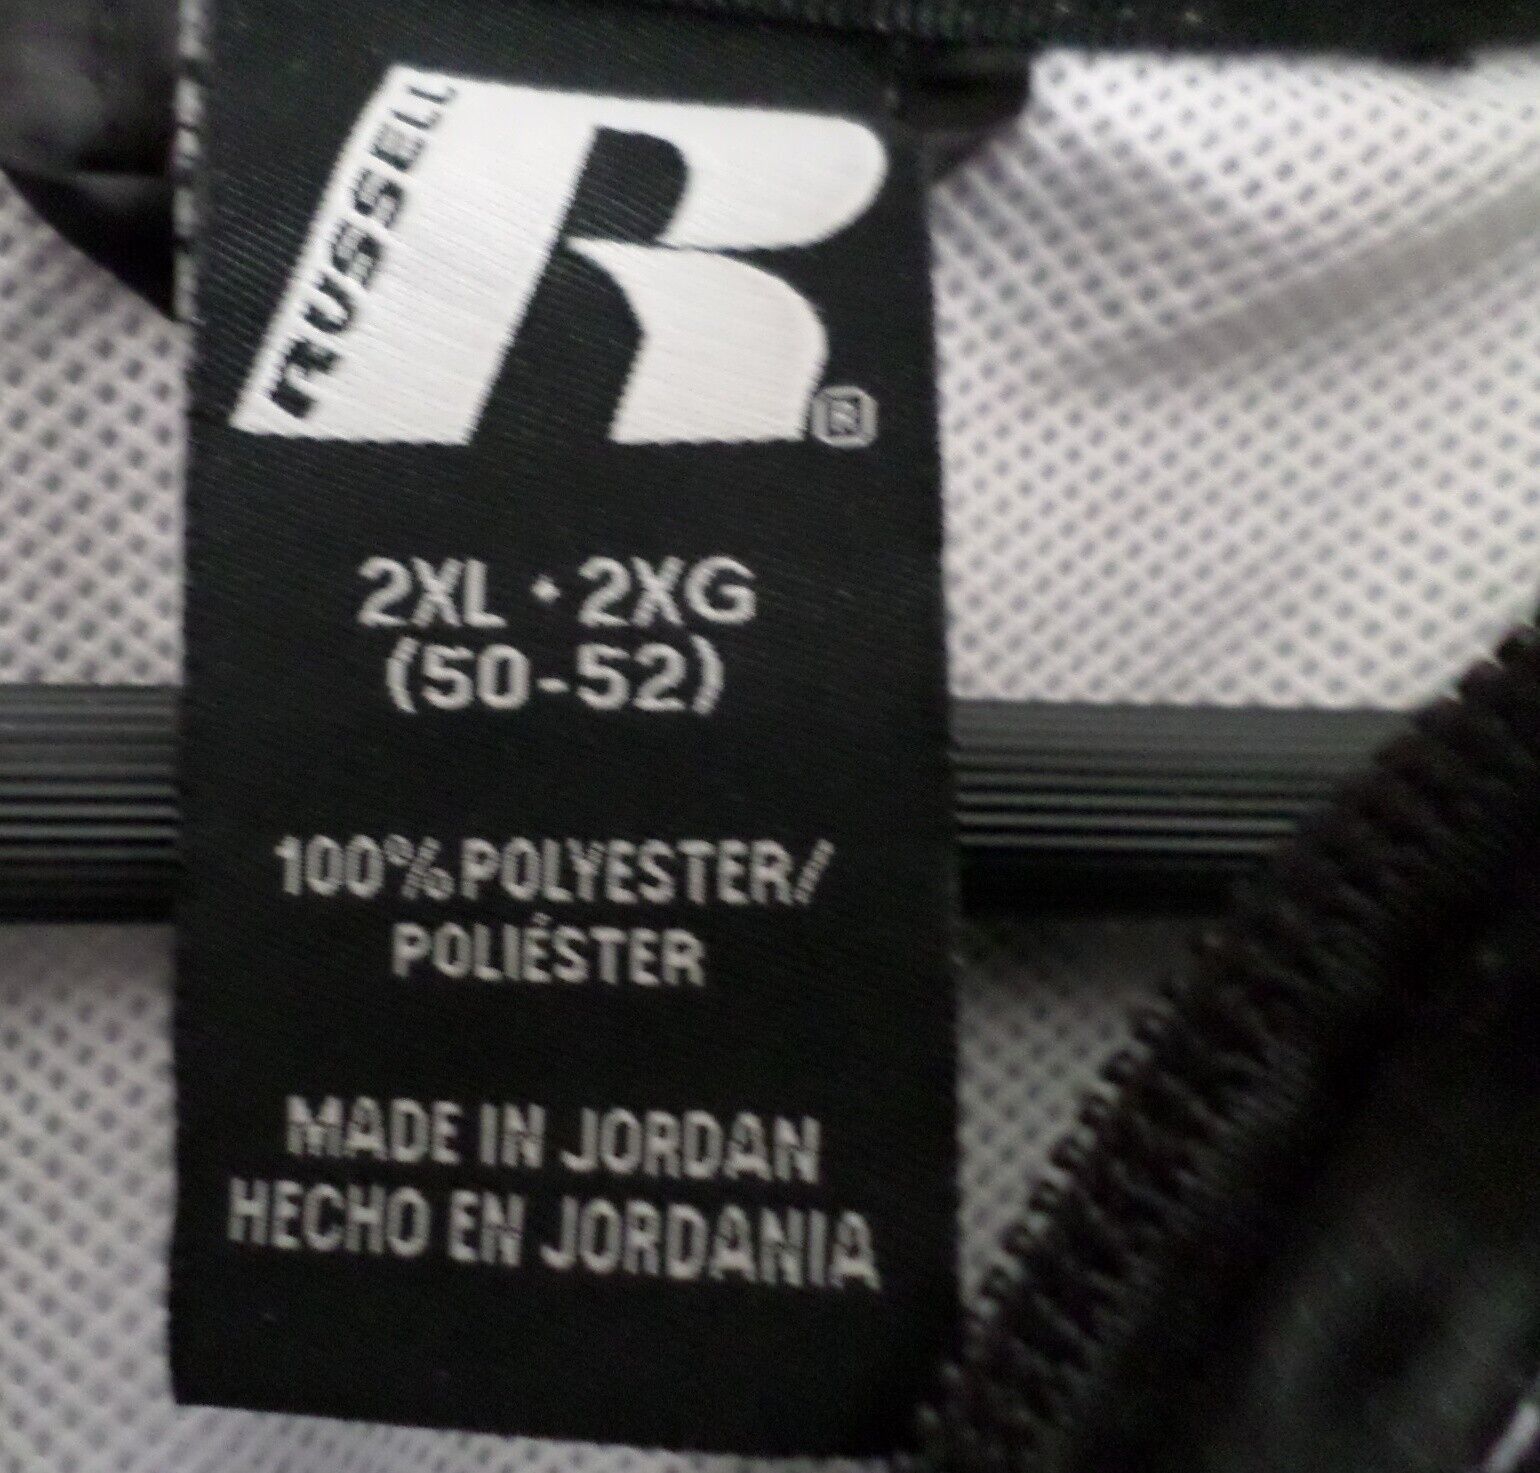 RUSSELL
R
®
2XL • 2XG
(50-52)
100% POLYESTER/
POLIÉSTER
MADE IN JORDAN
HECHO EN JORDANIA